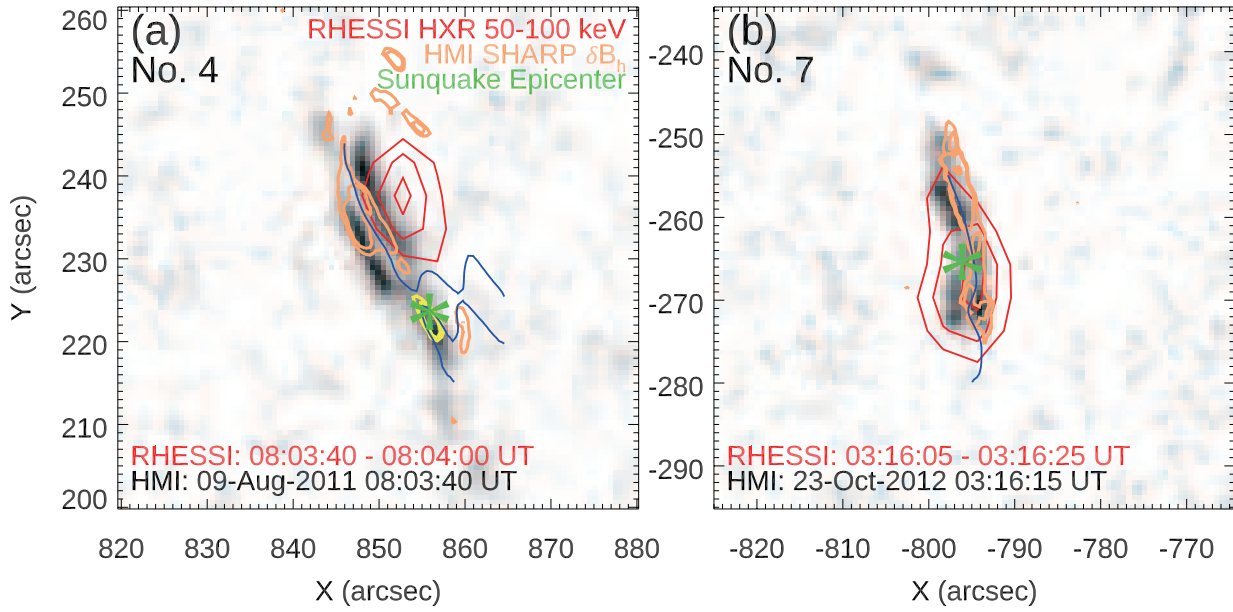 (a)
No. 4
RHESSI HXR 50-100 keV
HMI SHARP δB_h
Sunquake Epicenter
260
250
240
230
220
210
200
Y (arcsec)
RHESSI: 08:03:40 - 08:04:00 UT
HMI: 09-Aug-2011 08:03:40 UT
820 830 840 850 860 870 880
X (arcsec)
(b)
No. 7
-240
-250
-260
-270
-280
-290
RHESSI: 03:16:05 - 03:16:25 UT
HMI: 23-Oct-2012 03:16:15 UT
-820 -810 -800 -790 -780 -770
X (arcsec)